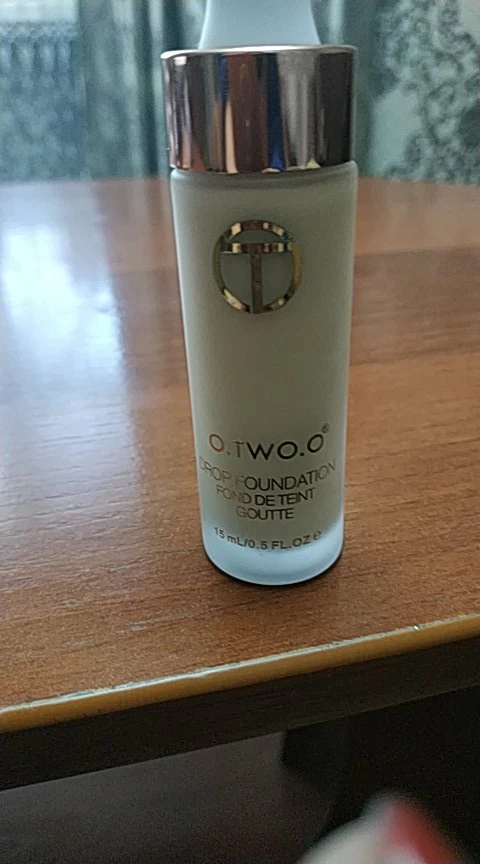 O.TWO.O®
DROP FOUNDATION
FOND DE TEINT
GOUTTE
15 mL/0.5 FL.OZ ℮